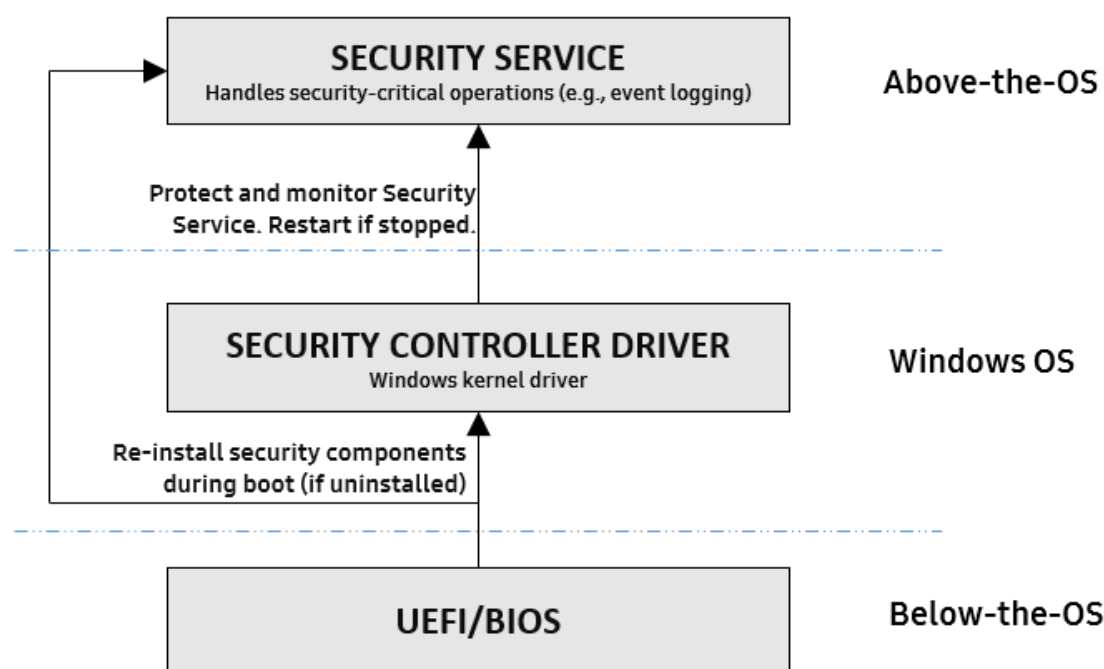 SECURITY SERVICE
Handles security-critical operations (e.g., event logging)
Above-the-OS
Protect and monitor Security
Service. Restart if stopped.
SECURITY CONTROLLER DRIVER
Windows kernel driver
Windows OS
Re-install security components
during boot (if uninstalled)
UEFI/BIOS
Below-the-OS